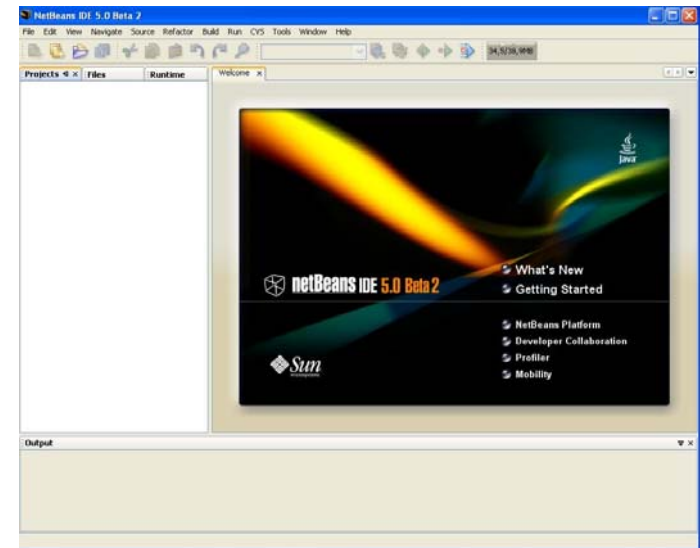 NetBeans IDE 5.0 Beta 2
File Edit View Navigate Source Refactor Build Run CVS Tools Window Help
Projects Files Runtime Welcome
Java
What's New
netBeans IDE 5.0 Beta 2
Getting Started
NetBeans Platform
Developer Collaboration
Sun
Profiler
Mobility
Output